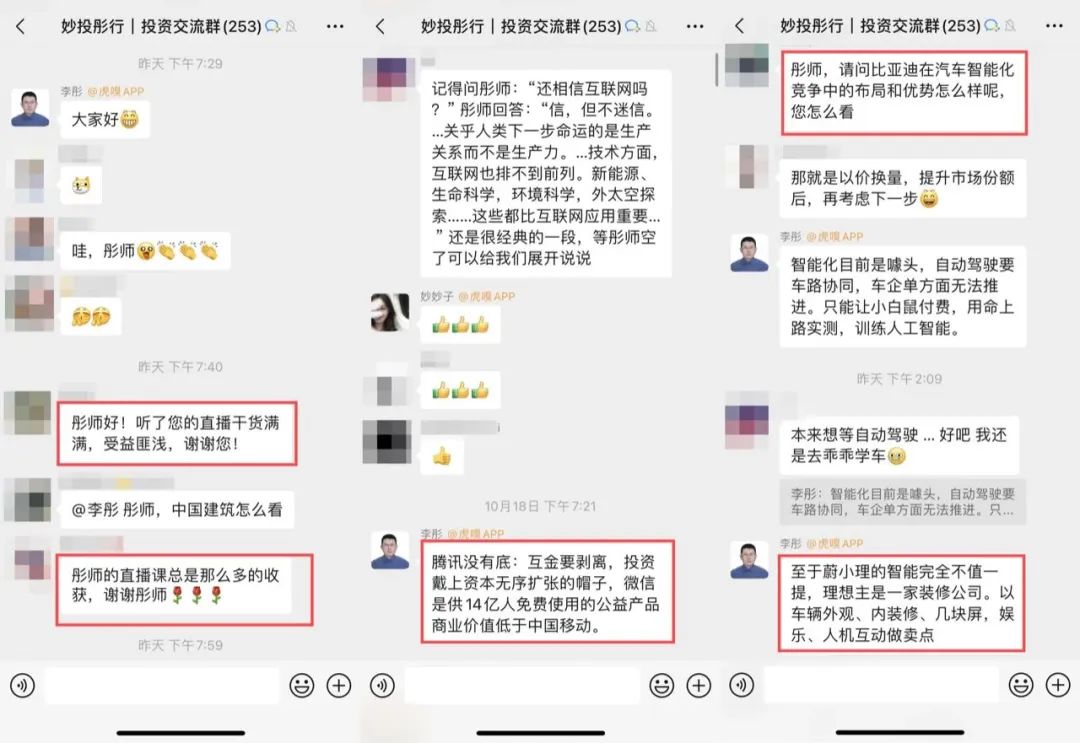 妙投彤行｜投资交流群(253)
昨天 下午7:29
李彤 @虎嗅APP
大家好😁
哇，彤师😲👏👏👏
昨天 下午7:40
彤师好！听了您的直播干货满
满，受益匪浅，谢谢您！
@李彤 彤师，中国建筑怎么看
彤师的直播课总是那么多的收
获，谢谢彤师🌹🌹🌹
昨天 下午7:59
妙投彤行｜投资交流群(253)
记得问彤师：“还相信互联网吗
？”彤师回答：“信，但不迷信。
...关乎人类下一步命运的是生产
关系而不是生产力。...技术方面，
互联网也排不到前列。新能源、
生命科学，环境科学，外太空探
索......这些都比互联网应用重要...
”还是很经典的一段，等彤师空
了可以给我们展开说说
妙妙子 @虎嗅APP
👍👍👍
👍👍👍
👍
10月18日 下午7:21
李彤 @虎嗅APP
腾讯没有底：互金要剥离，投资
戴上资本无序扩张的帽子，微信
是供14亿人免费使用的公益产品
商业价值低于中国移动。
妙投彤行｜投资交流群(253)
彤师，请问比亚迪在汽车智能化
竞争中的布局和优势怎么样呢，
您怎么看
那就是以价换量，提升市场份额
后，再考虑下一步😄
李彤 @虎嗅APP
智能化目前是噱头，自动驾驶要
车路协同，车企单方面无法推
进。只能让小白鼠付费，用命上
路实测，训练人工智能。
昨天 下午2:09
本来想等自动驾驶 ... 好吧 我还
是去乖乖学车😢
李彤：智能化目前是噱头，自动驾驶要
车路协同，车企单方面无法推进。只...
李彤 @虎嗅APP
至于蔚小理的智能完全不值一
提，理想主是一家装修公司。以
车辆外观、内装修、几块屏，娱
乐、人机互动做卖点